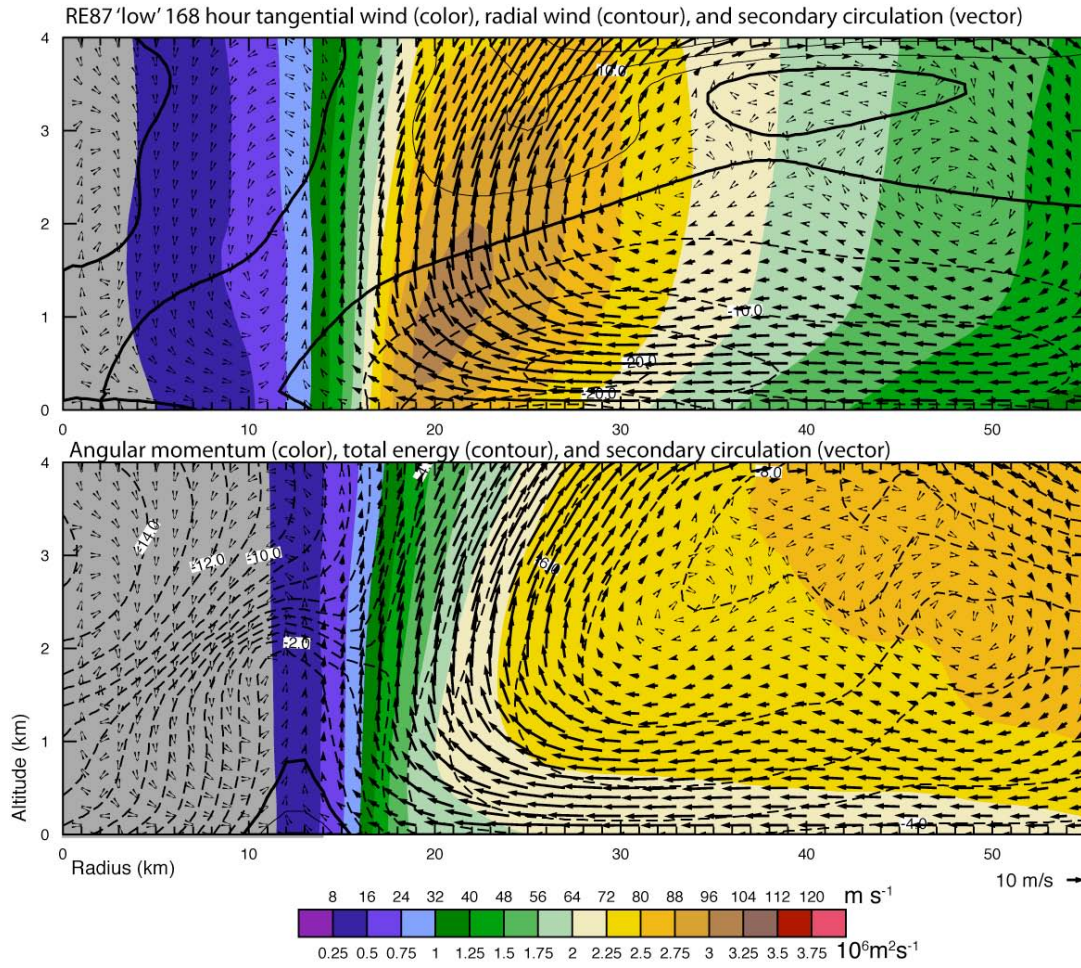 RE87 'low' 168 hour tangential wind (color), radial wind (contour), and secondary circulation (vector)
4
10.0
3
2
1
-10.0
-20.0
-20.0
0
0 10 20 30 40 50
Angular momentum (color), total energy (contour), and secondary circulation (vector)
4
-8.0
-14.0
3
-12.0
-10.0
2
-2.0
1
Altitude (km)
-4.0
0
0 10 20 30 40 50
Radius (km)
10 m/s
8 16 24 32 40 48 56 64 72 80 88 96 104 112 120 m s⁻¹
0.25 0.5 0.75 1 1.25 1.5 1.75 2 2.25 2.5 2.75 3 3.25 3.5 3.75 10⁶m²s⁻¹